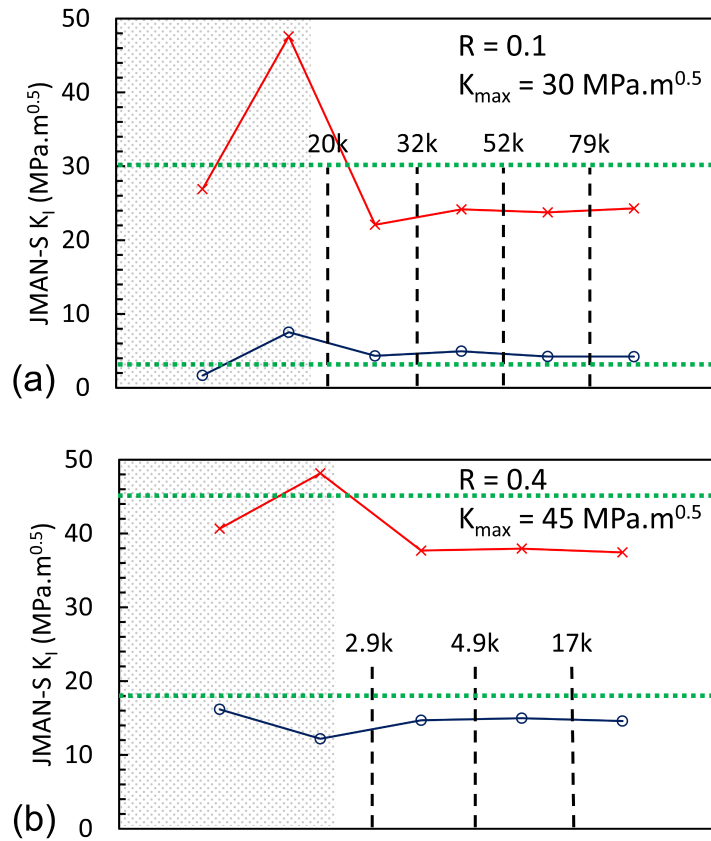 50
R = 0.1
Kmax = 30 MPa.m0.5
40
30
20k 32k 52k 79k
20
10
0
JMAN-S KI (MPa.m0.5)
(a)
50
R = 0.4
Kmax = 45 MPa.m0.5
40
30
2.9k 4.9k 17k
20
10
0
JMAN-S KI (MPa.m0.5)
(b)